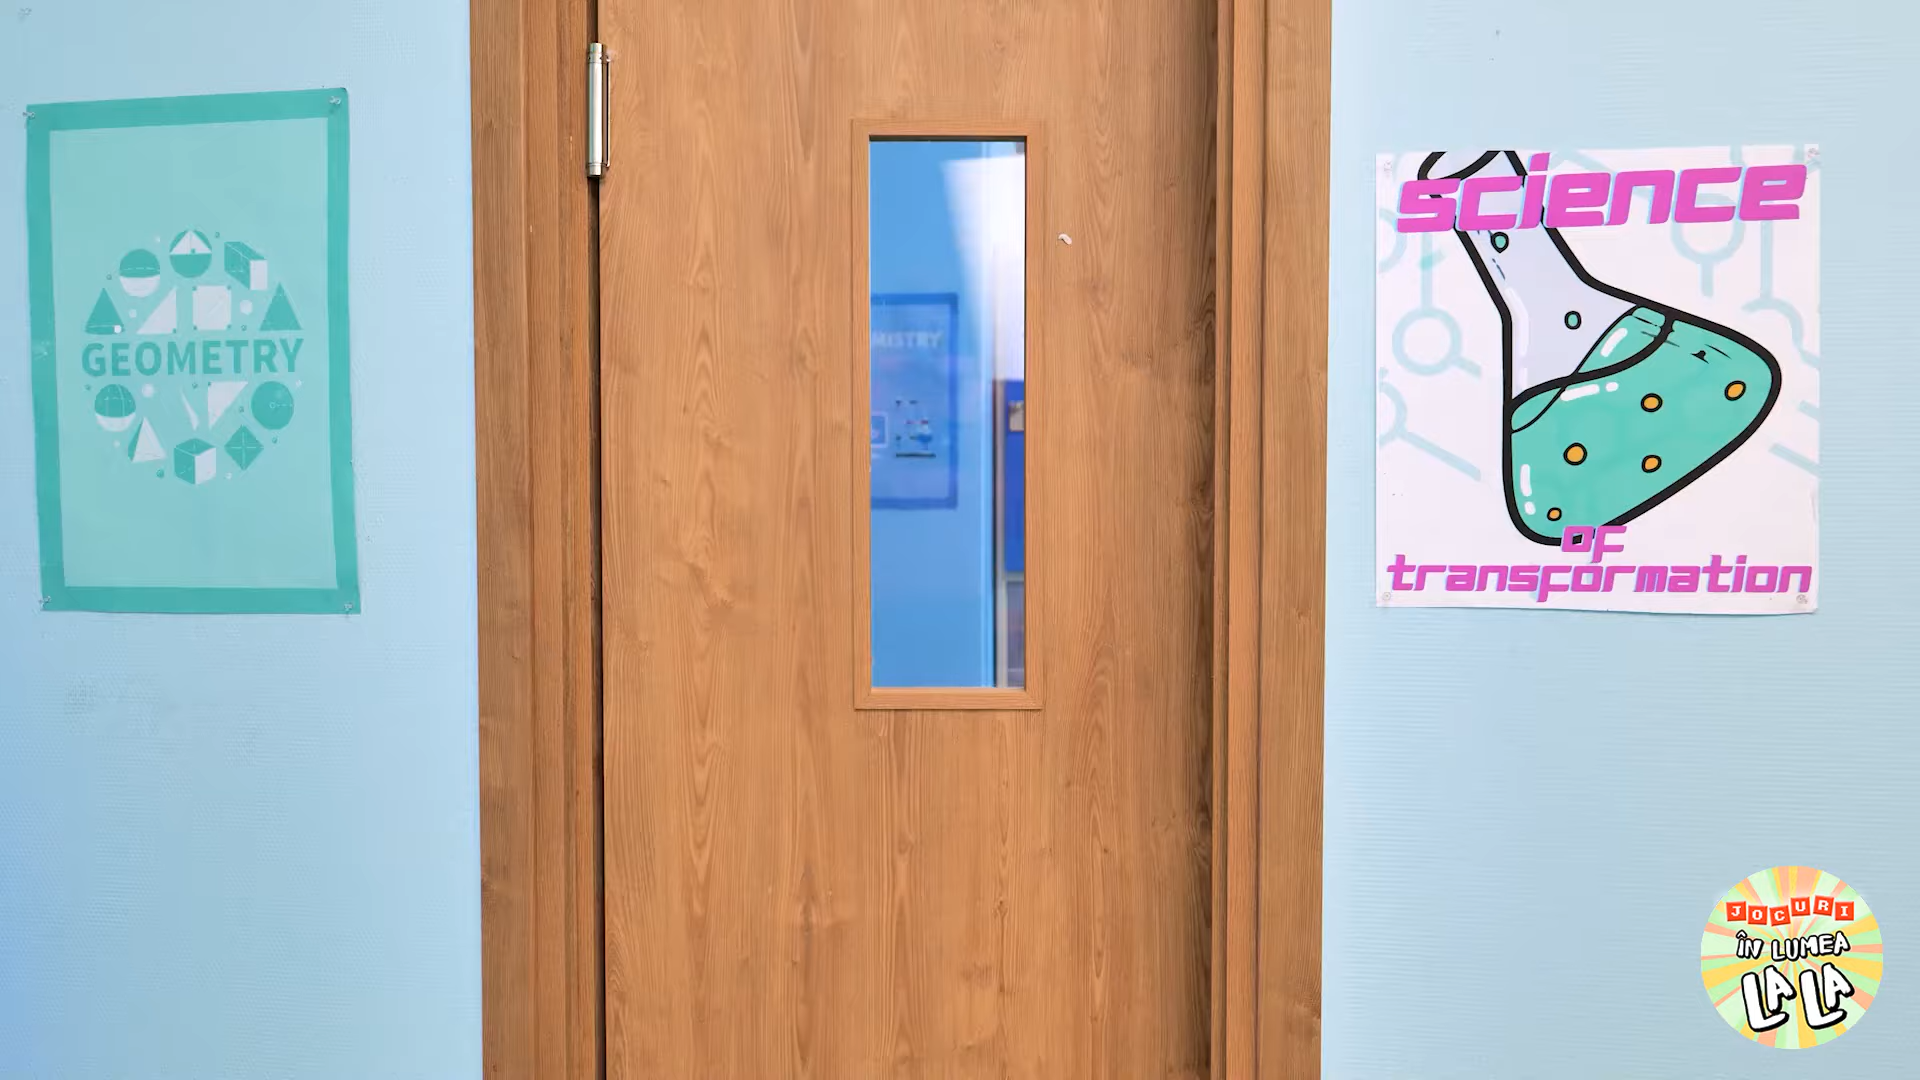 GEOMETRY
science
of
transformation
JOCURI
ÎN LUMEA
LA LA